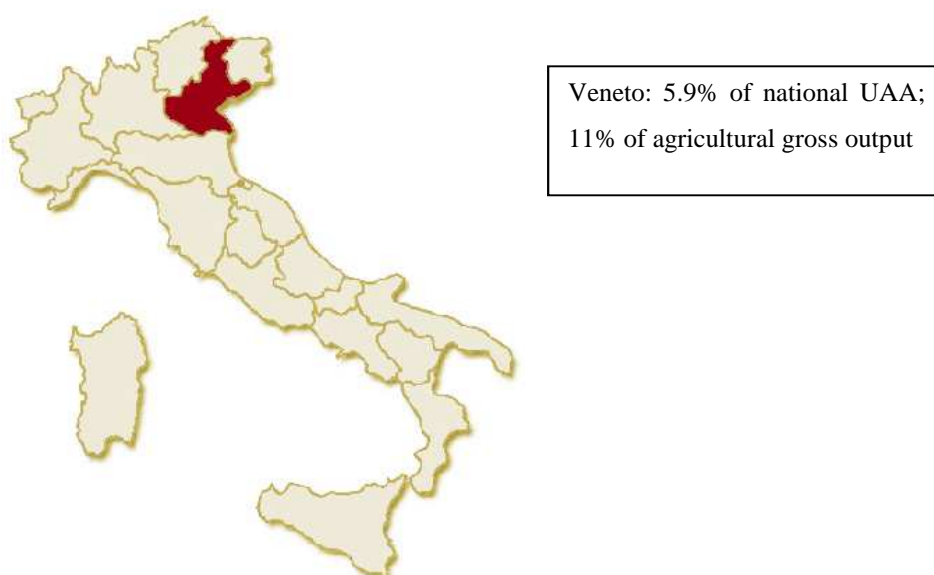 Veneto: 5.9% of national UAA;
11% of agricultural gross output